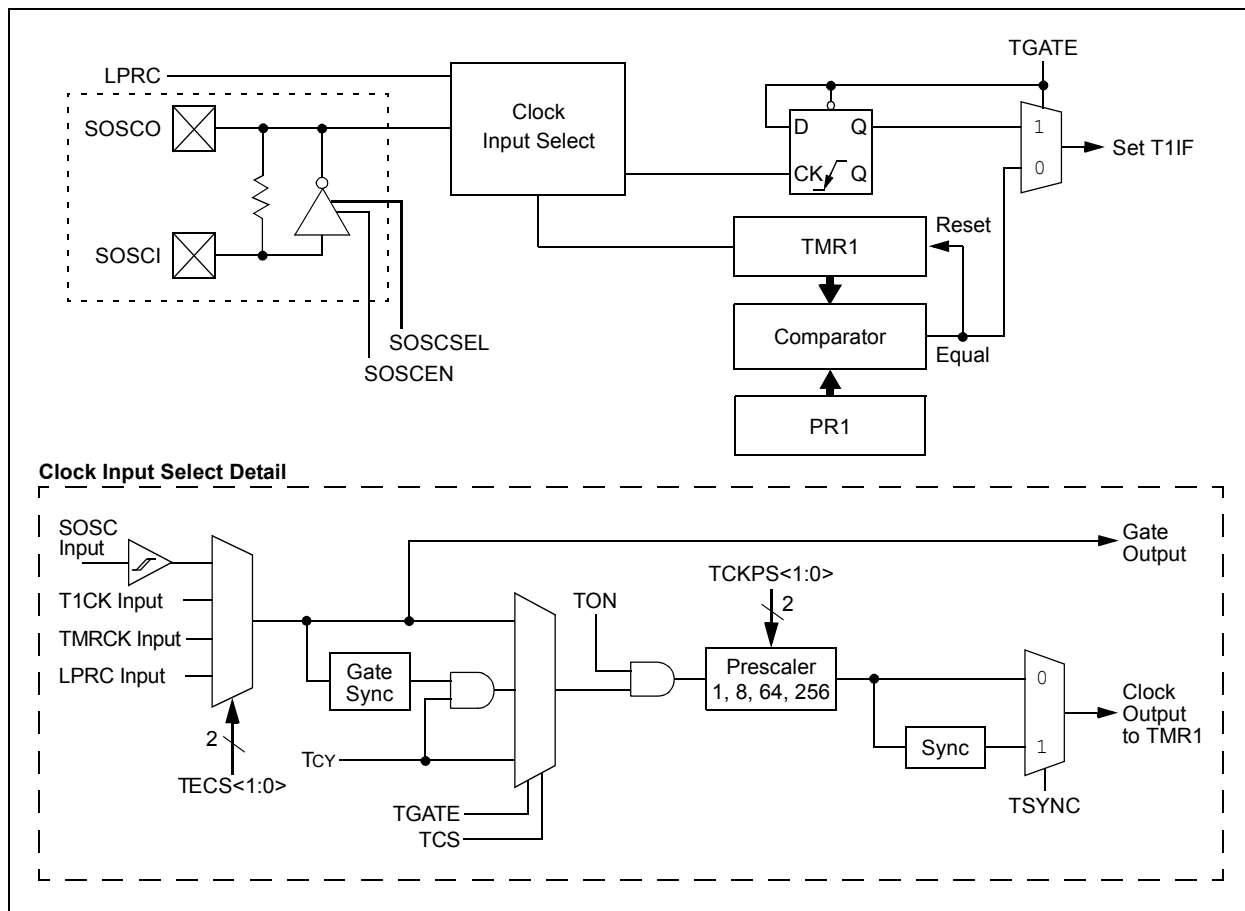 TGATE
LPRC
Clock
Input Select
SOSCO
D Q
1
Set T1IF
CK Q
0
SOSCI
Reset
TMR1
Comparator
Equal
SOSCSEL
SOSCEN
PR1
Clock Input Select Detail
SOSC
Input
Gate
Output
TCKPS<1:0>
2
T1CK Input
TON
TMRCK Input
LPRC Input
Gate
Sync
Prescaler
1, 8, 64, 256
0
Clock
Output
to TMR1
2
TCY
Sync
1
TECS<1:0>
TGATE
TCS
TSYNC